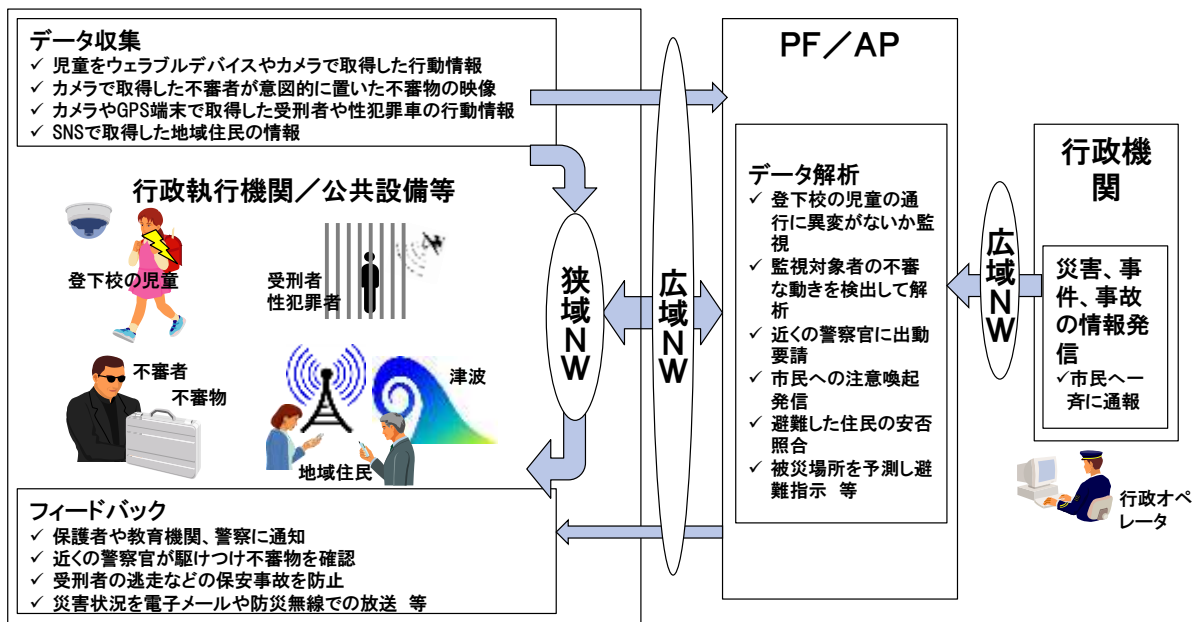 データ収集
✓ 児童をウェラブルデバイスやカメラで取得した行動情報
✓ カメラで取得した不審者が意図的に置いた不審物の映像
✓ カメラやGPS端末で取得した受刑者や性犯罪車の行動情報
✓ SNSで取得した地域住民の情報
行政執行機関／公共設備等
登下校の児童
受刑者
性犯罪者
不審者
不審物
津波
地域住民
フィードバック
✓ 保護者や教育機関、警察に通知
✓ 近くの警察官が駆けつけ不審物を確認
✓ 受刑者の逃走などの保安事故を防止
✓ 災害状況を電子メールや防災無線での放送 等
狭域NW
広域NW
PF／AP
データ解析
✓ 登下校の児童の通
行に異変がないか監
視
✓ 監視対象者の不審
な動きを検出して解
析
✓ 近くの警察官に出動
要請
✓ 市民への注意喚起
発信
✓ 避難した住民の安否
照合
✓ 被災場所を予測し避
難指示 等
広域NW
行政機
関
災害、事
件、事故
の情報発
信
✓市民へ一
斉に通報
行政オペ
レータ